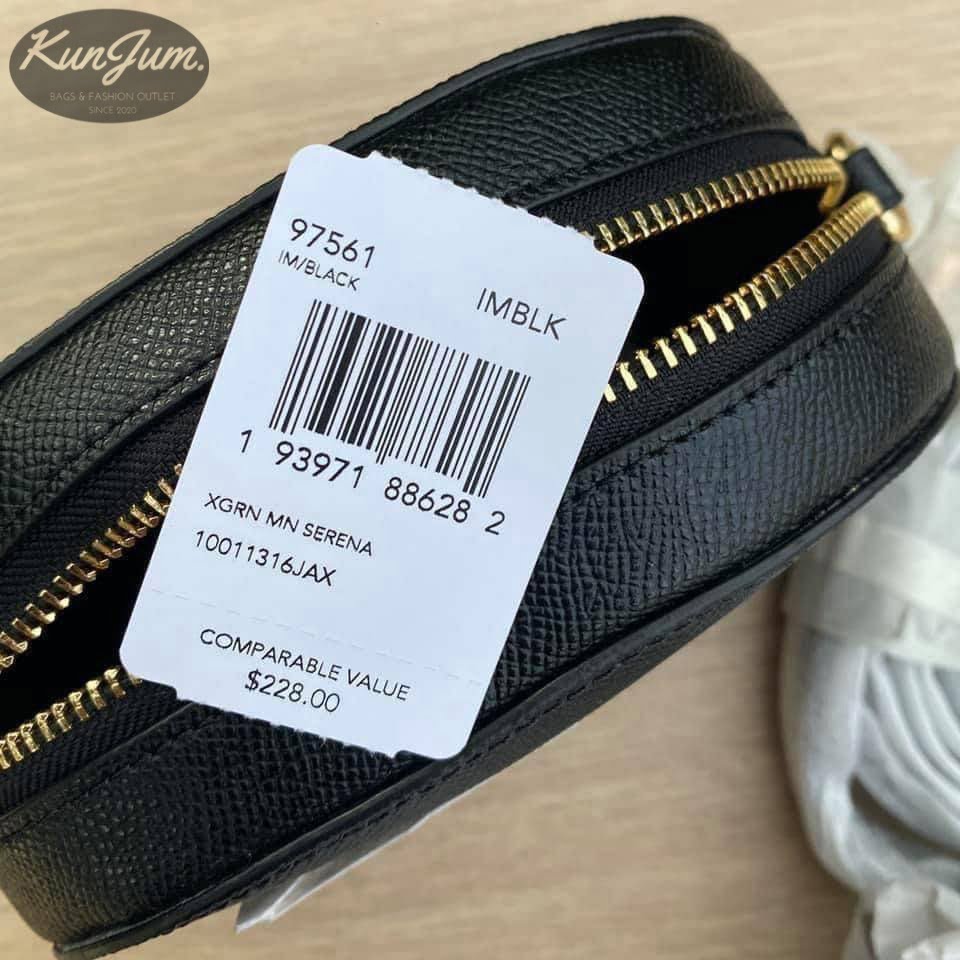 KunJum.
BAGS & FASHION OUTLET
SINCE 2020
97561
IM/BLACK
IMBLK
1 93971 88628 2
XGRN MN SERENA
10011316JAX
COMPARABLE VALUE
$228.00